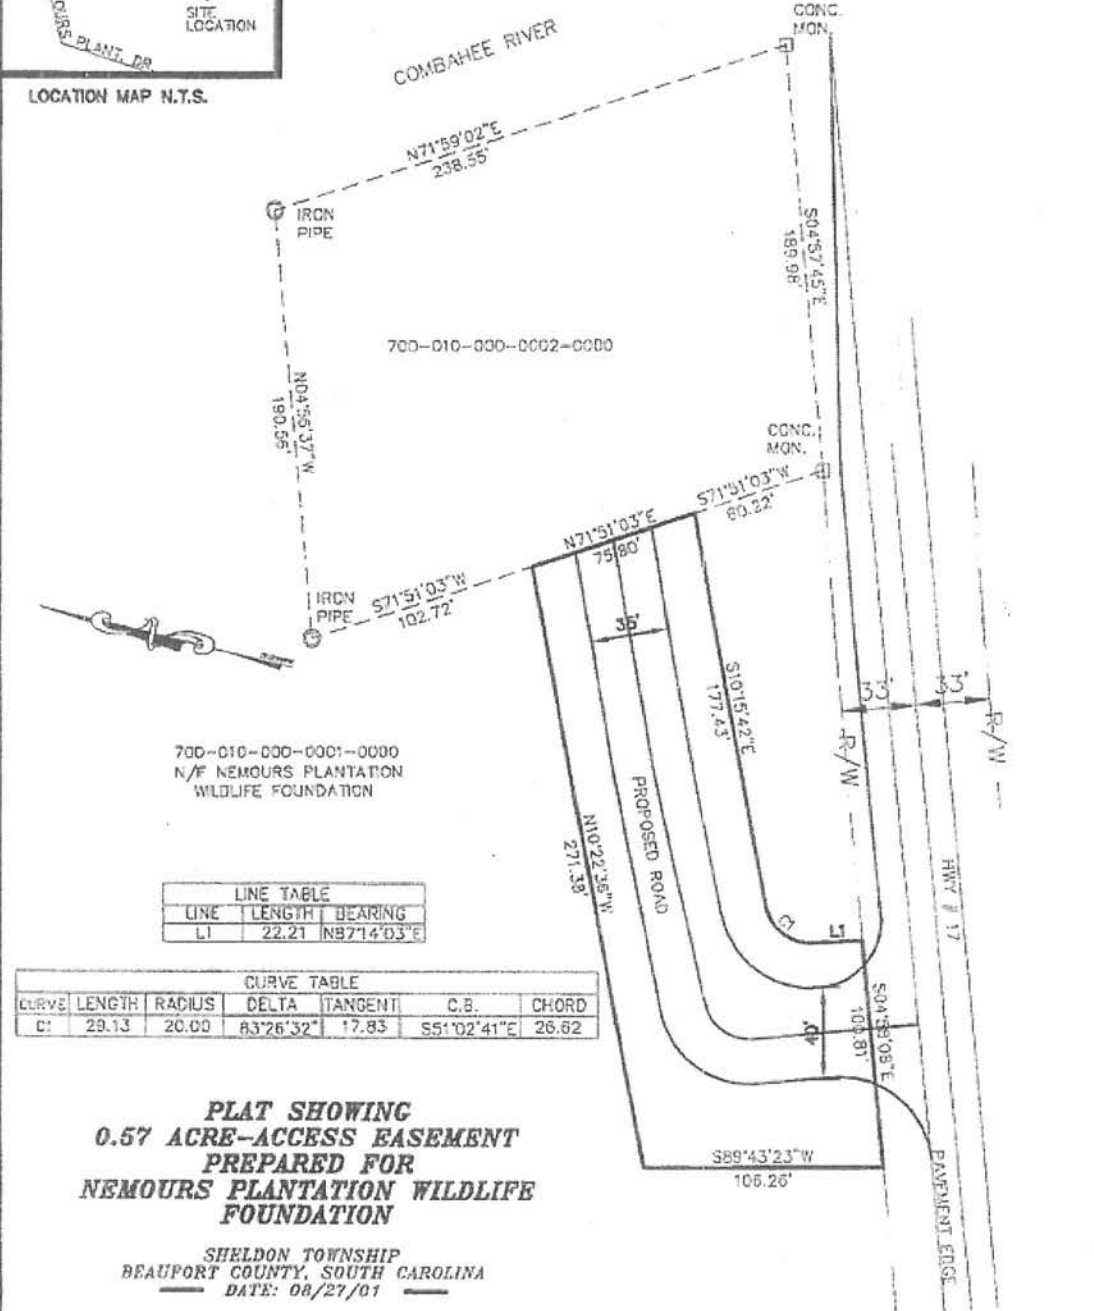 SITE
LOCATION
OURS PLANT. DR.
LOCATION MAP N.T.S.
COMBAHEE RIVER
CONC.
MON.
N71°59'02"E
238.55'
IRON
PIPE
S04°57'45"E
189.98'
700-010-000-0002-0000
N04°55'37"W
CONC.
MON.
S71°51'03"W
80.22'
N71°51'03"E
75.80'
IRON
PIPE
S71°51'03"W
102.72'
35'
S10°15'42"E
177.43'
33'
33'
R/W
R/W
700-010-000-0001-0000
N/F NEMOURS PLANTATION
WILDLIFE FOUNDATION
PROPOSED ROAD
N10°22'36"W
271.38'
HWY # 17
LINE TABLE
LINE LENGTH BEARING
L1 22.21 N87°14'03"E
C1
L1
CURVE TABLE
CURVE LENGTH RADIUS DELTA TANGENT C.B. CHORD
C1 29.13 20.00 83°26'32" 17.83 S51°02'41"E 26.62
40'
100.81'
S89°43'23"W
106.26'
PAVEMENT EDGE
PLAT SHOWING
0.57 ACRE-ACCESS EASEMENT
PREPARED FOR
NEMOURS PLANTATION WILDLIFE
FOUNDATION
SHELDON TOWNSHIP
BEAUFORT COUNTY, SOUTH CAROLINA
DATE: 08/27/01